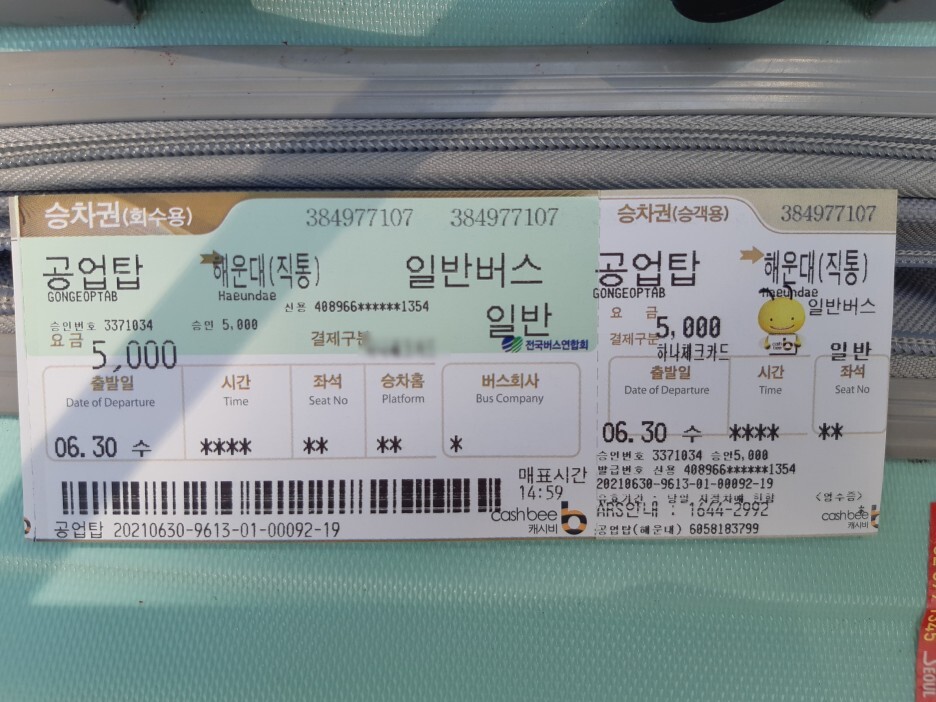 승차권(회수용) 384977107 384977107
공업탑 해운대(직통) 일반버스
GONGEOPTAB Haeundae
신용 408966******1354
승인번호 3371034 승인 5,000 일반
요금 5,000 결제구분 전국버스연합회
출발일 시간 좌석 승차홈 버스회사
Date of Departure Time Seat No Platform Bus Company
06.30 수 **** ** ** *
매표시간
14:59
cashbee 캐시비
공업탑 20210630-9613-01-00092-19
승차권(승객용) 384977107
공업탑 해운대(직통)
GONGEOPTAB Haeundae
요금 일반버스
5,000
결제구분 하나체크카드 일반
출발일 시간 좌석
Date of Departure Time Seat No
06.30 수 **** **
승인번호 3371034 승인5,000
발급번호 신용 408966******1354
20210630-9613-01-00092-19
<영수증>
ARS안내 : 1644-2992
cashbee 캐시비
공업탑(해운대) 6058183799
1345
SEOUL